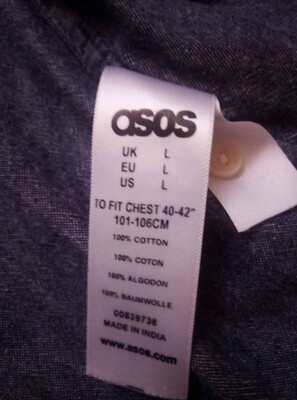 asos
UK L
EU L
US L
TO FIT CHEST 40-42"
101-106CM
100% COTTON
100% COTON
100% ALGODON
100% BAUMWOLLE
00839738
MADE IN INDIA
www.asos.com